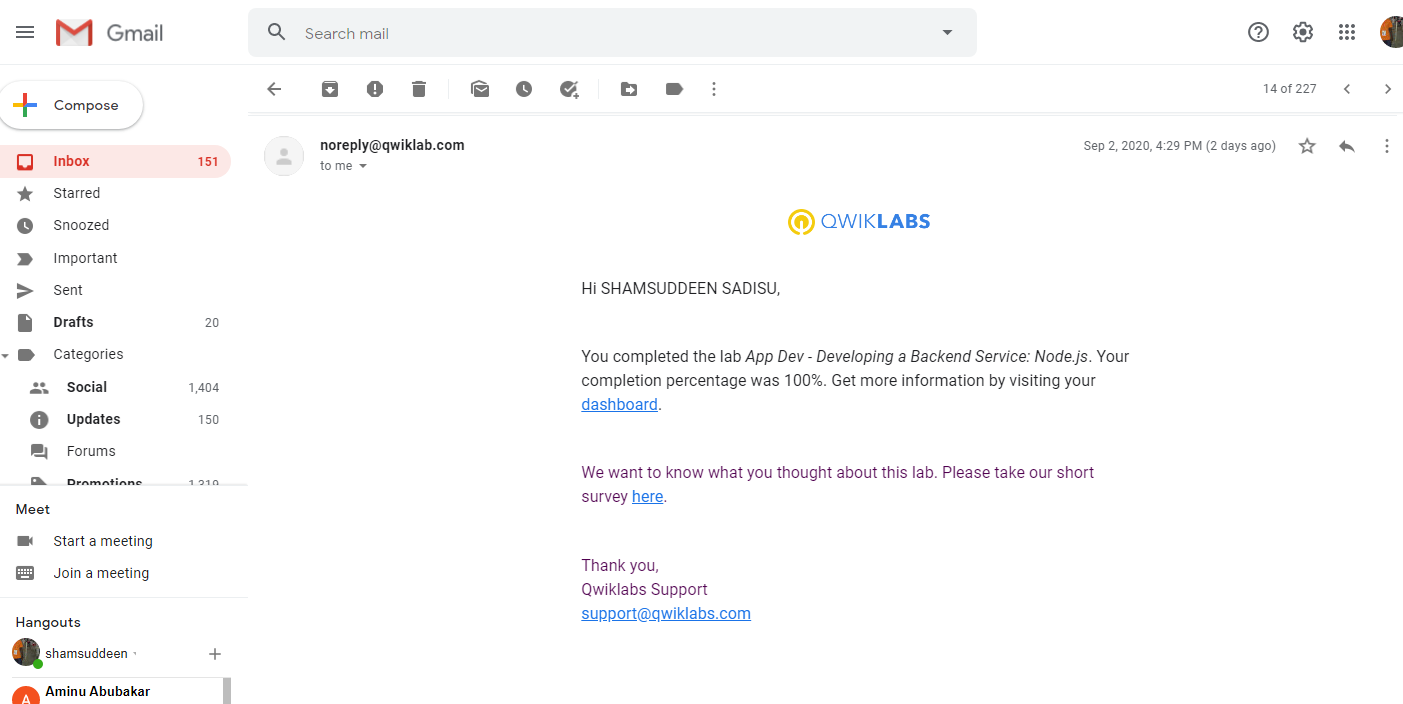 Gmail
Search mail
Compose
14 of 227
Inbox 151
Starred
Snoozed
Important
Sent
Drafts 20
Categories
Social 1,404
Updates 150
Forums
Promotions 1,319
Meet
Start a meeting
Join a meeting
Hangouts
shamsuddeen
A Aminu Abubakar
noreply@qwiklab.com
to me
Sep 2, 2020, 4:29 PM (2 days ago)
QWIKLABS
Hi SHAMSUDDEEN SADISU,
You completed the lab App Dev - Developing a Backend Service: Node.js. Your
completion percentage was 100%. Get more information by visiting your
dashboard.
We want to know what you thought about this lab. Please take our short
survey here.
Thank you,
Qwiklabs Support
support@qwiklabs.com